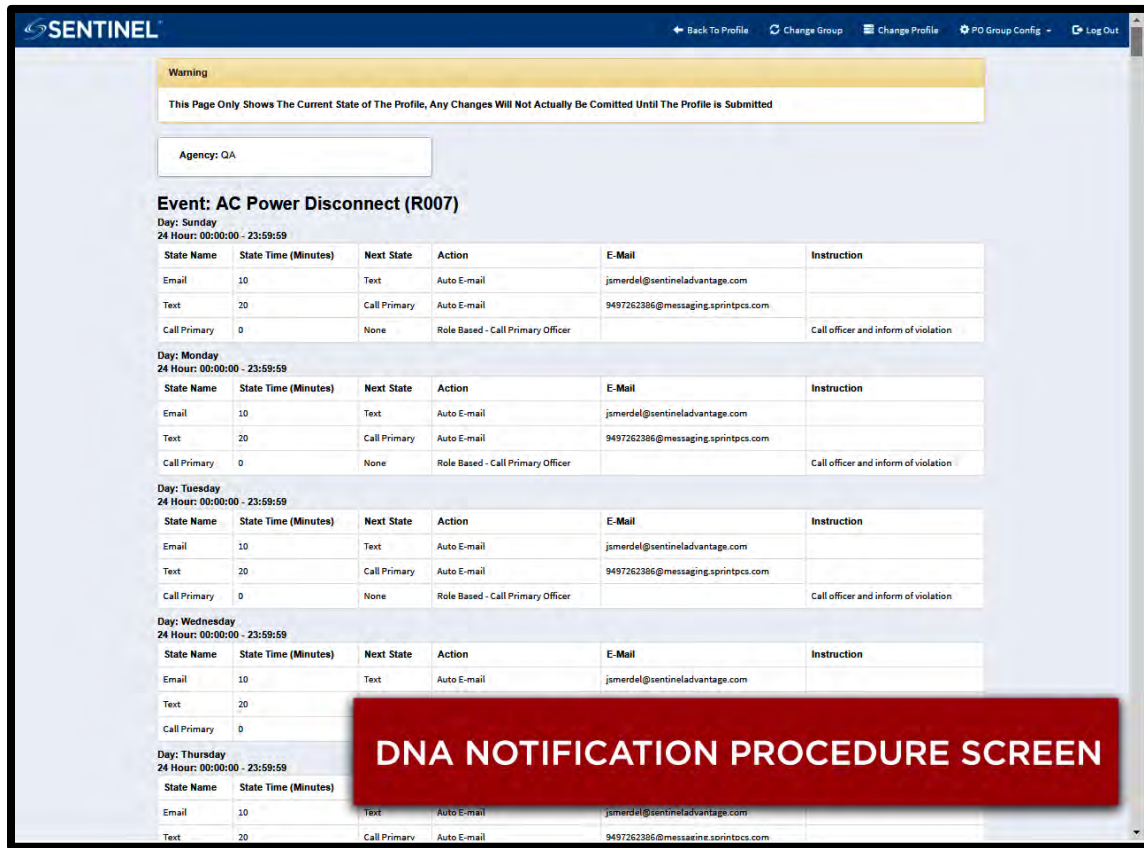 SENTINEL
Back To Profile Change Group Change Profile PO Group Config Log Out
Warning
This Page Only Shows The Current State of The Profile, Any Changes Will Not Actually Be Comitted Until The Profile is Submitted
Agency: QA
Event: AC Power Disconnect (R007)
Day: Sunday
24 Hour: 00:00:00 - 23:59:59
State Name State Time (Minutes) Next State Action E-Mail Instruction
Email 10 Text Auto E-mail jsmerdel@sentineladvantage.com
Text 20 Call Primary Auto E-mail 9497262386@messaging.sprintpcs.com
Call Primary 0 None Role Based - Call Primary Officer Call officer and inform of violation
Day: Monday
24 Hour: 00:00:00 - 23:59:59
State Name State Time (Minutes) Next State Action E-Mail Instruction
Email 10 Text Auto E-mail jsmerdel@sentineladvantage.com
Text 20 Call Primary Auto E-mail 9497262386@messaging.sprintpcs.com
Call Primary 0 None Role Based - Call Primary Officer Call officer and inform of violation
Day: Tuesday
24 Hour: 00:00:00 - 23:59:59
State Name State Time (Minutes) Next State Action E-Mail Instruction
Email 10 Text Auto E-mail jsmerdel@sentineladvantage.com
Text 20 Call Primary Auto E-mail 9497262386@messaging.sprintpcs.com
Call Primary 0 None Role Based - Call Primary Officer Call officer and inform of violation
Day: Wednesday
24 Hour: 00:00:00 - 23:59:59
State Name State Time (Minutes) Next State Action E-Mail Instruction
Email 10 Text Auto E-mail jsmerdel@sentineladvantage.com
Text 20
Call Primary 0
DNA NOTIFICATION PROCEDURE SCREEN
Day: Thursday
24 Hour: 00:00:00 - 23:59:59
State Name State Time (Minutes)
Email 10 Text Auto E-mail jsmerdel@sentineladvantage.com
Text 20 Call Primary Auto E-mail 9497262386@messaging.sprintpcs.com